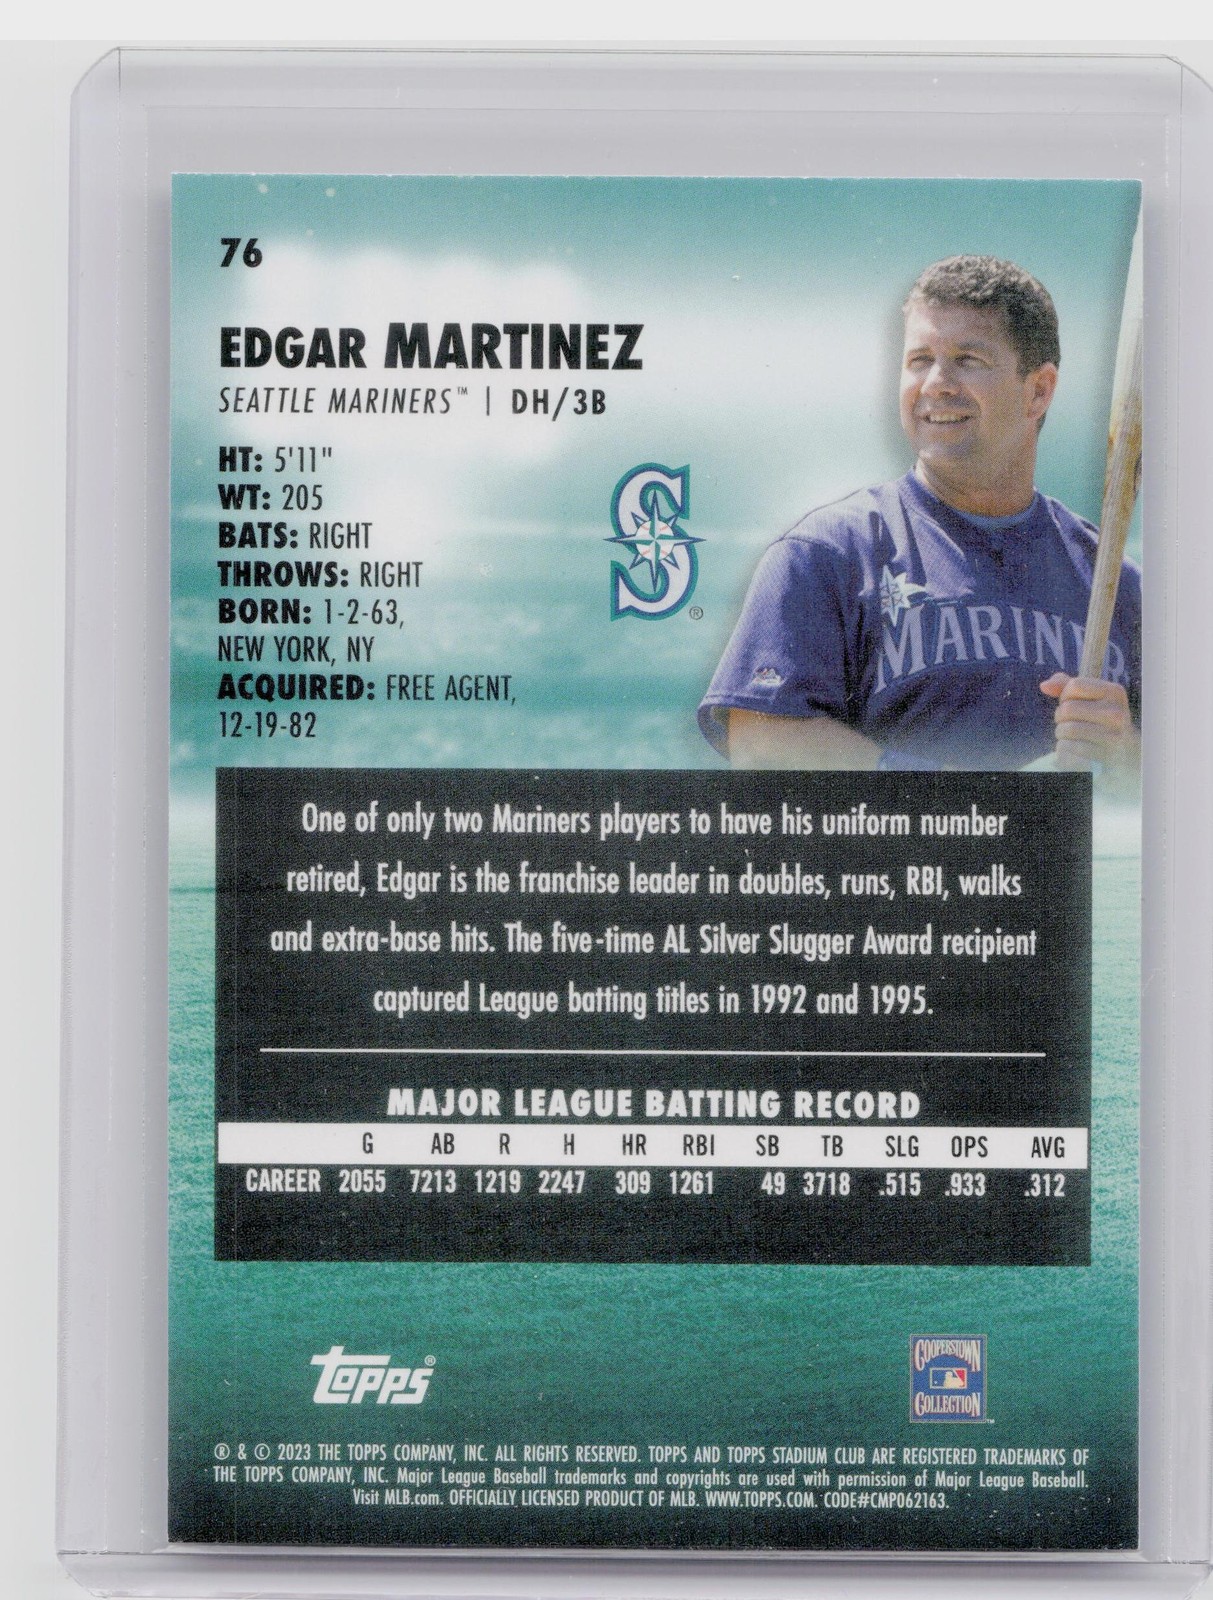 76
EDGAR MARTINEZ
SEATTLE MARINERS™ | DH/3B
HT: 5'11"
WT: 205
BATS: RIGHT
THROWS: RIGHT
BORN: 1-2-63,
NEW YORK, NY
ACQUIRED: FREE AGENT,
12-19-82
S ®
MARINER
One of only two Mariners players to have his uniform number
retired, Edgar is the franchise leader in doubles, runs, RBI, walks
and extra-base hits. The five-time AL Silver Slugger Award recipient
captured League batting titles in 1992 and 1995.
MAJOR LEAGUE BATTING RECORD
G AB R H HR RBI SB TB SLG OPS AVG
CAREER 2055 7213 1219 2247 309 1261 49 3718 .515 .933 .312
topps®
COOPERSTOWN
COLLECTION™
® & © 2023 THE TOPPS COMPANY, INC. ALL RIGHTS RESERVED. TOPPS AND TOPPS STADIUM CLUB ARE REGISTERED TRADEMARKS OF
THE TOPPS COMPANY, INC. Major League Baseball trademarks and copyrights are used with permission of Major League Baseball.
Visit MLB.com. OFFICIALLY LICENSED PRODUCT OF MLB. WWW.TOPPS.COM. CODE#CMP062163.